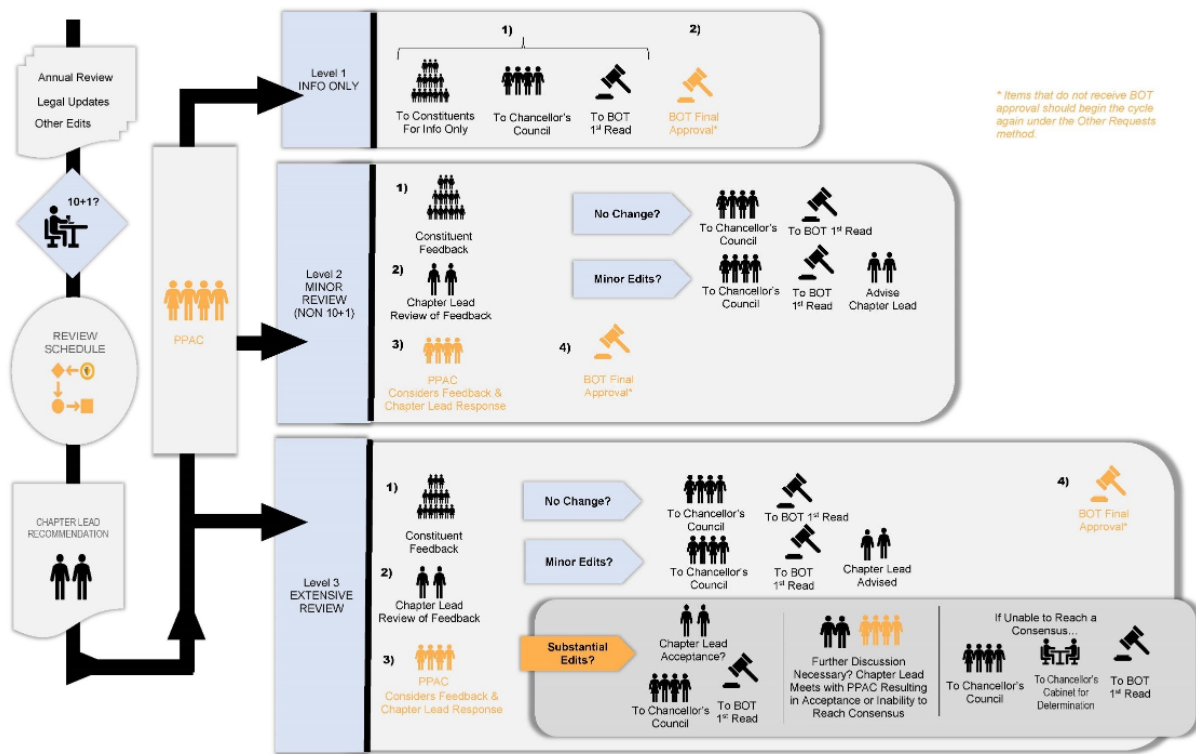 Annual Review
Legal Updates
Other Edits
10+1?
REVIEW
SCHEDULE
CHAPTER LEAD
RECOMMENDATION
PPAC
Level 1
INFO ONLY
1)
To Constituents
For Info Only
To Chancellor's
Council
To BOT
1st Read
2)
BOT Final
Approval*
* Items that do not receive BOT
approval should begin the cycle
again under the Other Requests
method.
Level 2
MINOR
REVIEW
(NON 10+1)
1)
Constituent
Feedback
2)
Chapter Lead
Review of Feedback
3)
PPAC
Considers Feedback &
Chapter Lead Response
No Change?
To Chancellor's
Council
To BOT 1st Read
Minor Edits?
To Chancellor's
Council
To BOT
1st Read
Advise
Chapter Lead
4)
BOT Final
Approval*
Level 3
EXTENSIVE
REVIEW
1)
Constituent
Feedback
2)
Chapter Lead
Review of Feedback
3)
PPAC
Considers Feedback &
Chapter Lead Response
No Change?
To Chancellor's
Council
To BOT 1st Read
4)
BOT Final
Approval*
Minor Edits?
To Chancellor's
Council
To BOT
1st Read
Chapter Lead
Advised
Substantial
Edits?
Chapter Lead
Acceptance?
To Chancellor's
Council
To BOT
1st Read
Further Discussion
Necessary? Chapter Lead
Meets with PPAC Resulting
in Acceptance or Inability to
Reach Consensus
If Unable to Reach a
Consensus...
To Chancellor's
Council
To Chancellor's
Cabinet for
Determination
To BOT
1st Read